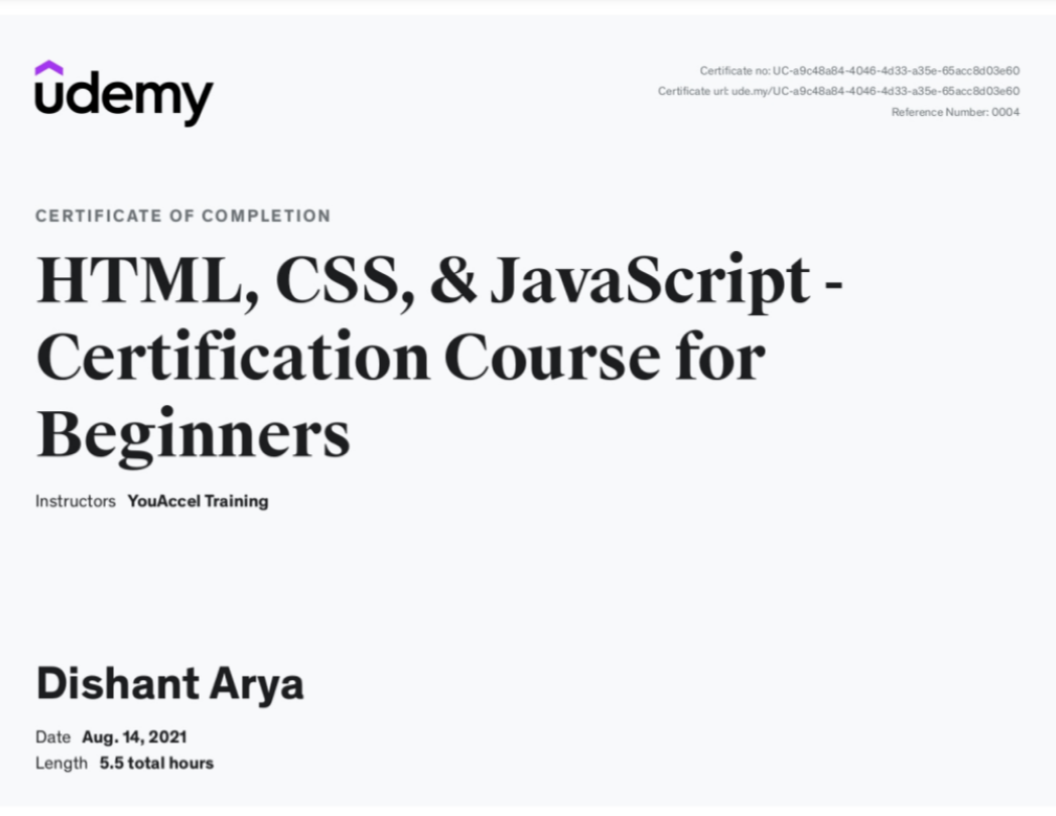 udemy
Certificate no: UC-a9c48a84-4046-4d33-a35e-65acc8d03e60
Certificate url: ude.my/UC-a9c48a84-4046-4d33-a35e-65acc8d03e60
Reference Number: 0004
CERTIFICATE OF COMPLETION
HTML, CSS, & JavaScript -
Certification Course for
Beginners
Instructors YouAccel Training
Dishant Arya
Date Aug. 14, 2021
Length 5.5 total hours